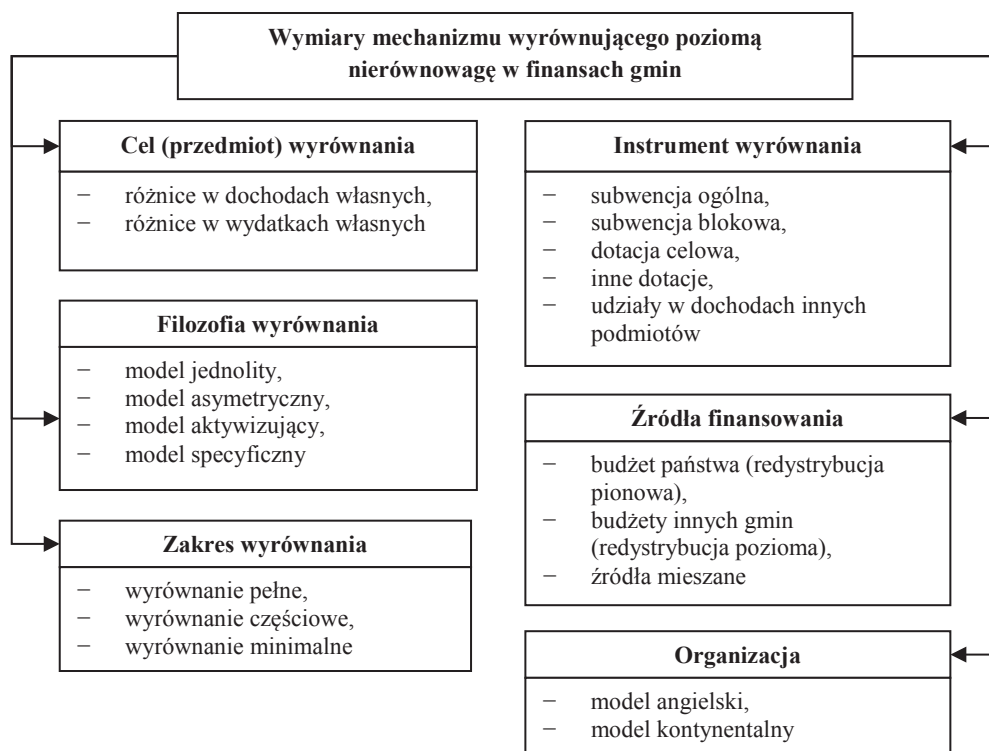 Wymiary mechanizmu wyrównującego poziomą
nierównowagę w finansach gmin
Cel (przedmiot) wyrównania
− różnice w dochodach własnych,
− różnice w wydatkach własnych
Filozofia wyrównania
− model jednolity,
− model asymetryczny,
− model aktywizujący,
− model specyficzny
Zakres wyrównania
− wyrównanie pełne,
− wyrównanie częściowe,
− wyrównanie minimalne
Instrument wyrównania
− subwencja ogólna,
− subwencja blokowa,
− dotacja celowa,
− inne dotacje,
− udziały w dochodach innych
podmiotów
Źródła finansowania
− budżet państwa (redystrybucja
pionowa),
− budżety innych gmin
(redystrybucja pozioma),
− źródła mieszane
Organizacja
− model angielski,
− model kontynentalny